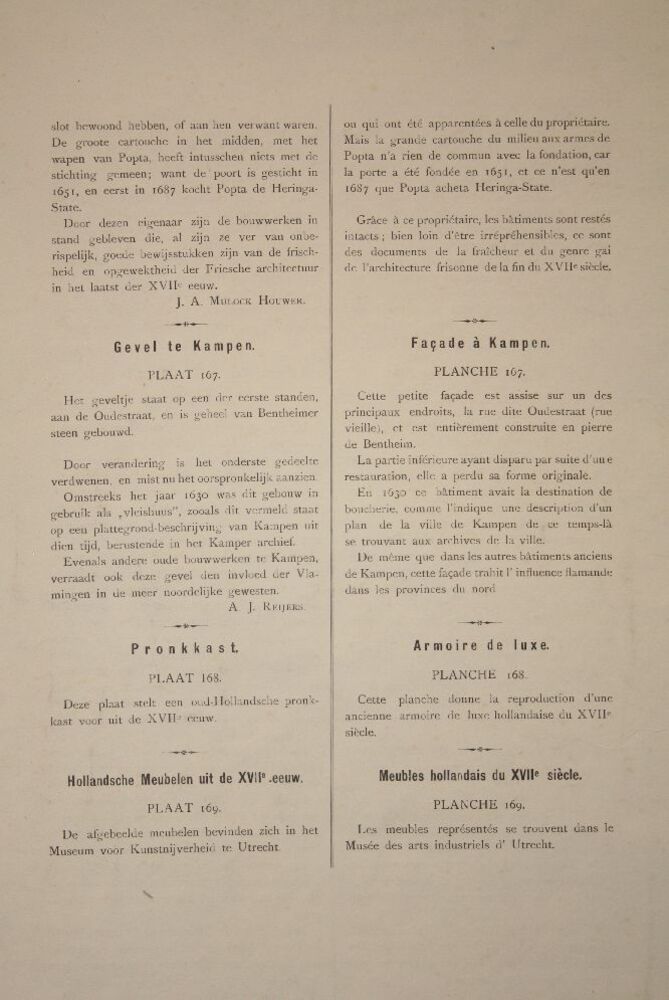 slot bewoond hebben, of aan hen verwant waren.
De groote cartouche in het midden, met het
wapen van Popta, heeft intusschen niets met de
stichting gemeen; want de poort is gesticht in
1651, en eerst in 1687 kocht Popta de Heringa-
State.
Door dezen eigenaar zijn de bouwwerken in
stand gebleven die, al zijn ze ver van onbe-
rispelijk, goede bewijsstukken zijn van de frisch-
heid en opgewektheid der Friesche architectuur
in het laatst der XVIIe eeuw.
J. A. Mulock Houwer.
Gevel te Kampen.
PLAAT 167.
Het geveltje staat op een der eerste standen,
aan de Oudestraat, en is geheel van Bentheimer
steen gebouwd.
Door verandering is het onderste gedeelte
verdwenen, en mist nu het oorspronkelijk aanzien.
Omstreeks het jaar 1630 was dit gebouw in
gebruik als „vleishuus", zooals dit vermeld staat
op een plattegrond-beschrijving van Kampen uit
dien tijd, berustende in het Kamper archief.
Evenals andere oude bouwwerken te Kampen,
verraadt ook deze gevel den invloed der Vla-
mingen in de meer noordelijke gewesten.
A. J. Reijers.
Pronkkast.
PLAAT 168.
Deze plaat stelt een oud-Hollandsche pronk-
kast voor uit de XVIIe eeuw.
Hollandsche Meubelen uit de XVIIe .eeuw.
PLAAT 169.
De afgebeelde meubelen bevinden zich in het
Museum voor Kunstnijverheid te Utrecht.
ou qui ont été apparentées à celle du propriétaire.
Mais la grande cartouche du milieu aux armes de
Popta n'a rien de commun avec la fondation, car
la porte a été fondée en 1651, et ce n'est qu'en
1687 que Popta acheta Heringa-State.
Grâce à ce propriétaire, les bâtiments sont restés
intacts; bien loin d'être irrépréhensibles, ce sont
des documents de la fraîcheur et du genre gai
de l'architecture frisonne de la fin du XVIIe siècle.
Façade à Kampen.
PLANCHE 167.
Cette petite façade est assise sur un des
principaux endroits, la rue dite Oudestraat (rue
vieille), et est entièrement construite en pierre
de Bentheim.
La partie inférieure ayant disparu par suite d'une
restauration, elle a perdu sa forme originale.
En 1630 ce bâtiment avait la destination de
boucherie, comme l'indique une description d'un
plan de la ville de Kampen de ce temps-là
se trouvant aux archives de la ville.
De même que dans les autres bâtiments anciens
de Kampen, cette façade trahit l' influence flamande
dans les provinces du nord
Armoire de luxe.
PLANCHE 168.
Cette planche donne la reproduction d'une
ancienne armoire de luxe hollandaise du XVIIe
siècle.
Meubles hollandais du XVIIe siècle.
PLANCHE 169.
Les meubles représentés se trouvent dans le
Musée des arts industriels d' Utrecht.